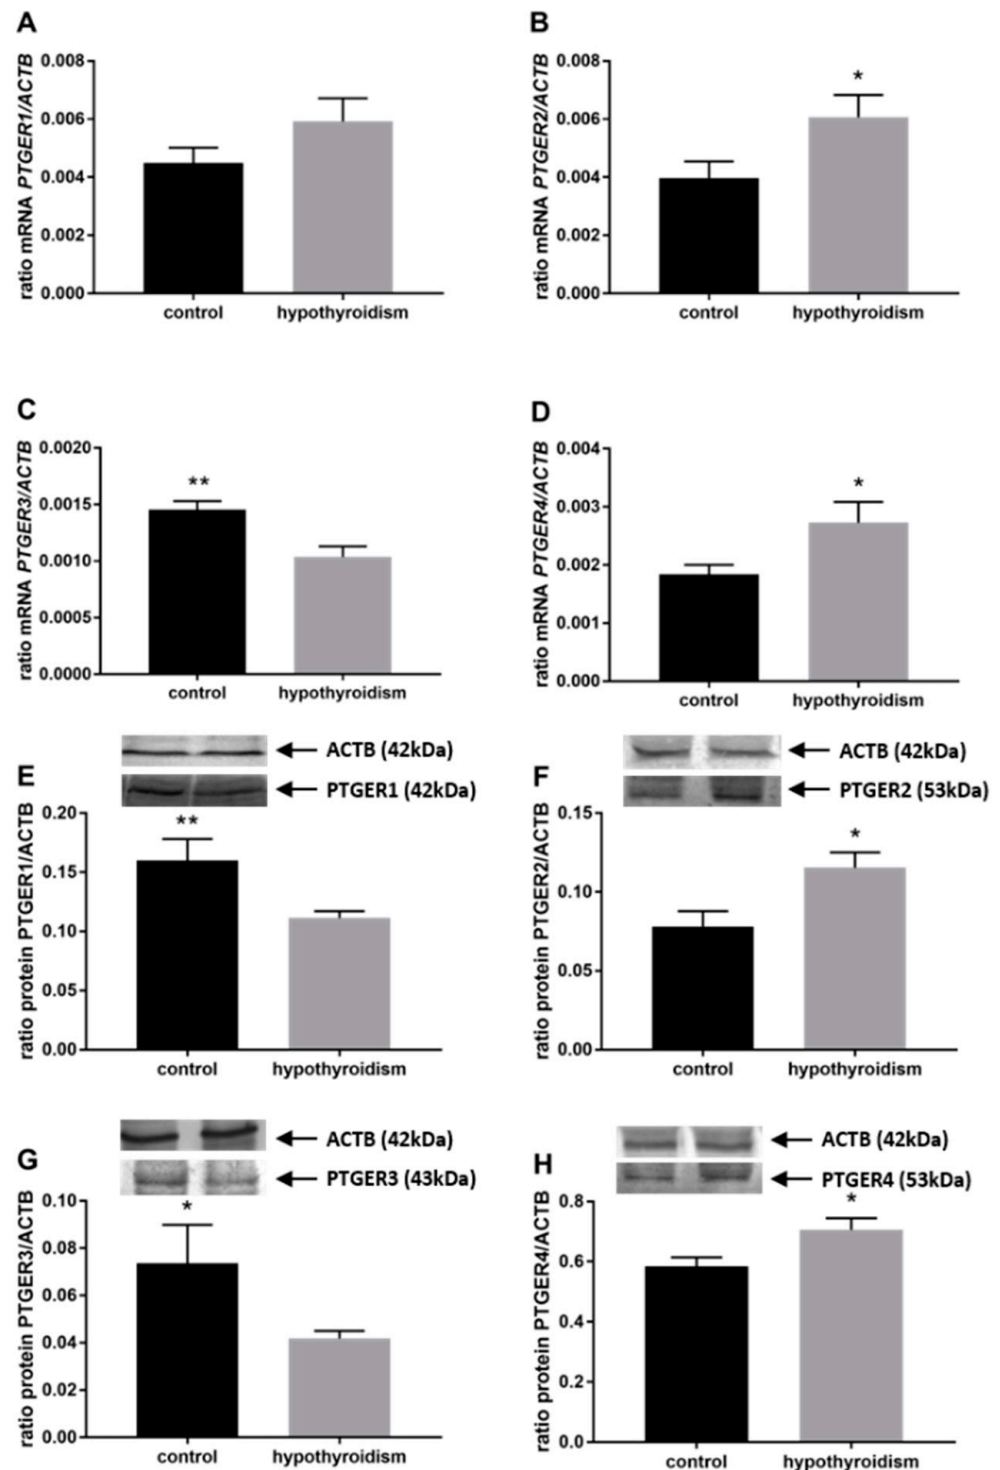 A
ratio mRNA PTGER1/ACTB
0.008
0.006
0.004
0.002
0.000
control hypothyroidism
B
ratio mRNA PTGER2/ACTB
0.008
0.006
0.004
0.002
0.000
*
control hypothyroidism
C
ratio mRNA PTGER3/ACTB
0.0020
0.0015
0.0010
0.0005
0.0000
**
control hypothyroidism
D
ratio mRNA PTGER4/ACTB
0.004
0.003
0.002
0.001
0.000
*
control hypothyroidism
E
ACTB (42kDa)
PTGER1 (42kDa)
ratio protein PTGER1/ACTB
0.20
0.15
0.10
0.05
0.00
**
control hypothyroidism
F
ACTB (42kDa)
PTGER2 (53kDa)
ratio protein PTGER2/ACTB
0.15
0.10
0.05
0.00
*
control hypothyroidism
G
ACTB (42kDa)
PTGER3 (43kDa)
ratio protein PTGER3/ACTB
0.10
0.08
0.06
0.04
0.02
0.00
*
control hypothyroidism
H
ACTB (42kDa)
PTGER4 (53kDa)
ratio protein PTGER4/ACTB
0.8
0.6
0.4
0.2
0.0
*
control hypothyroidism